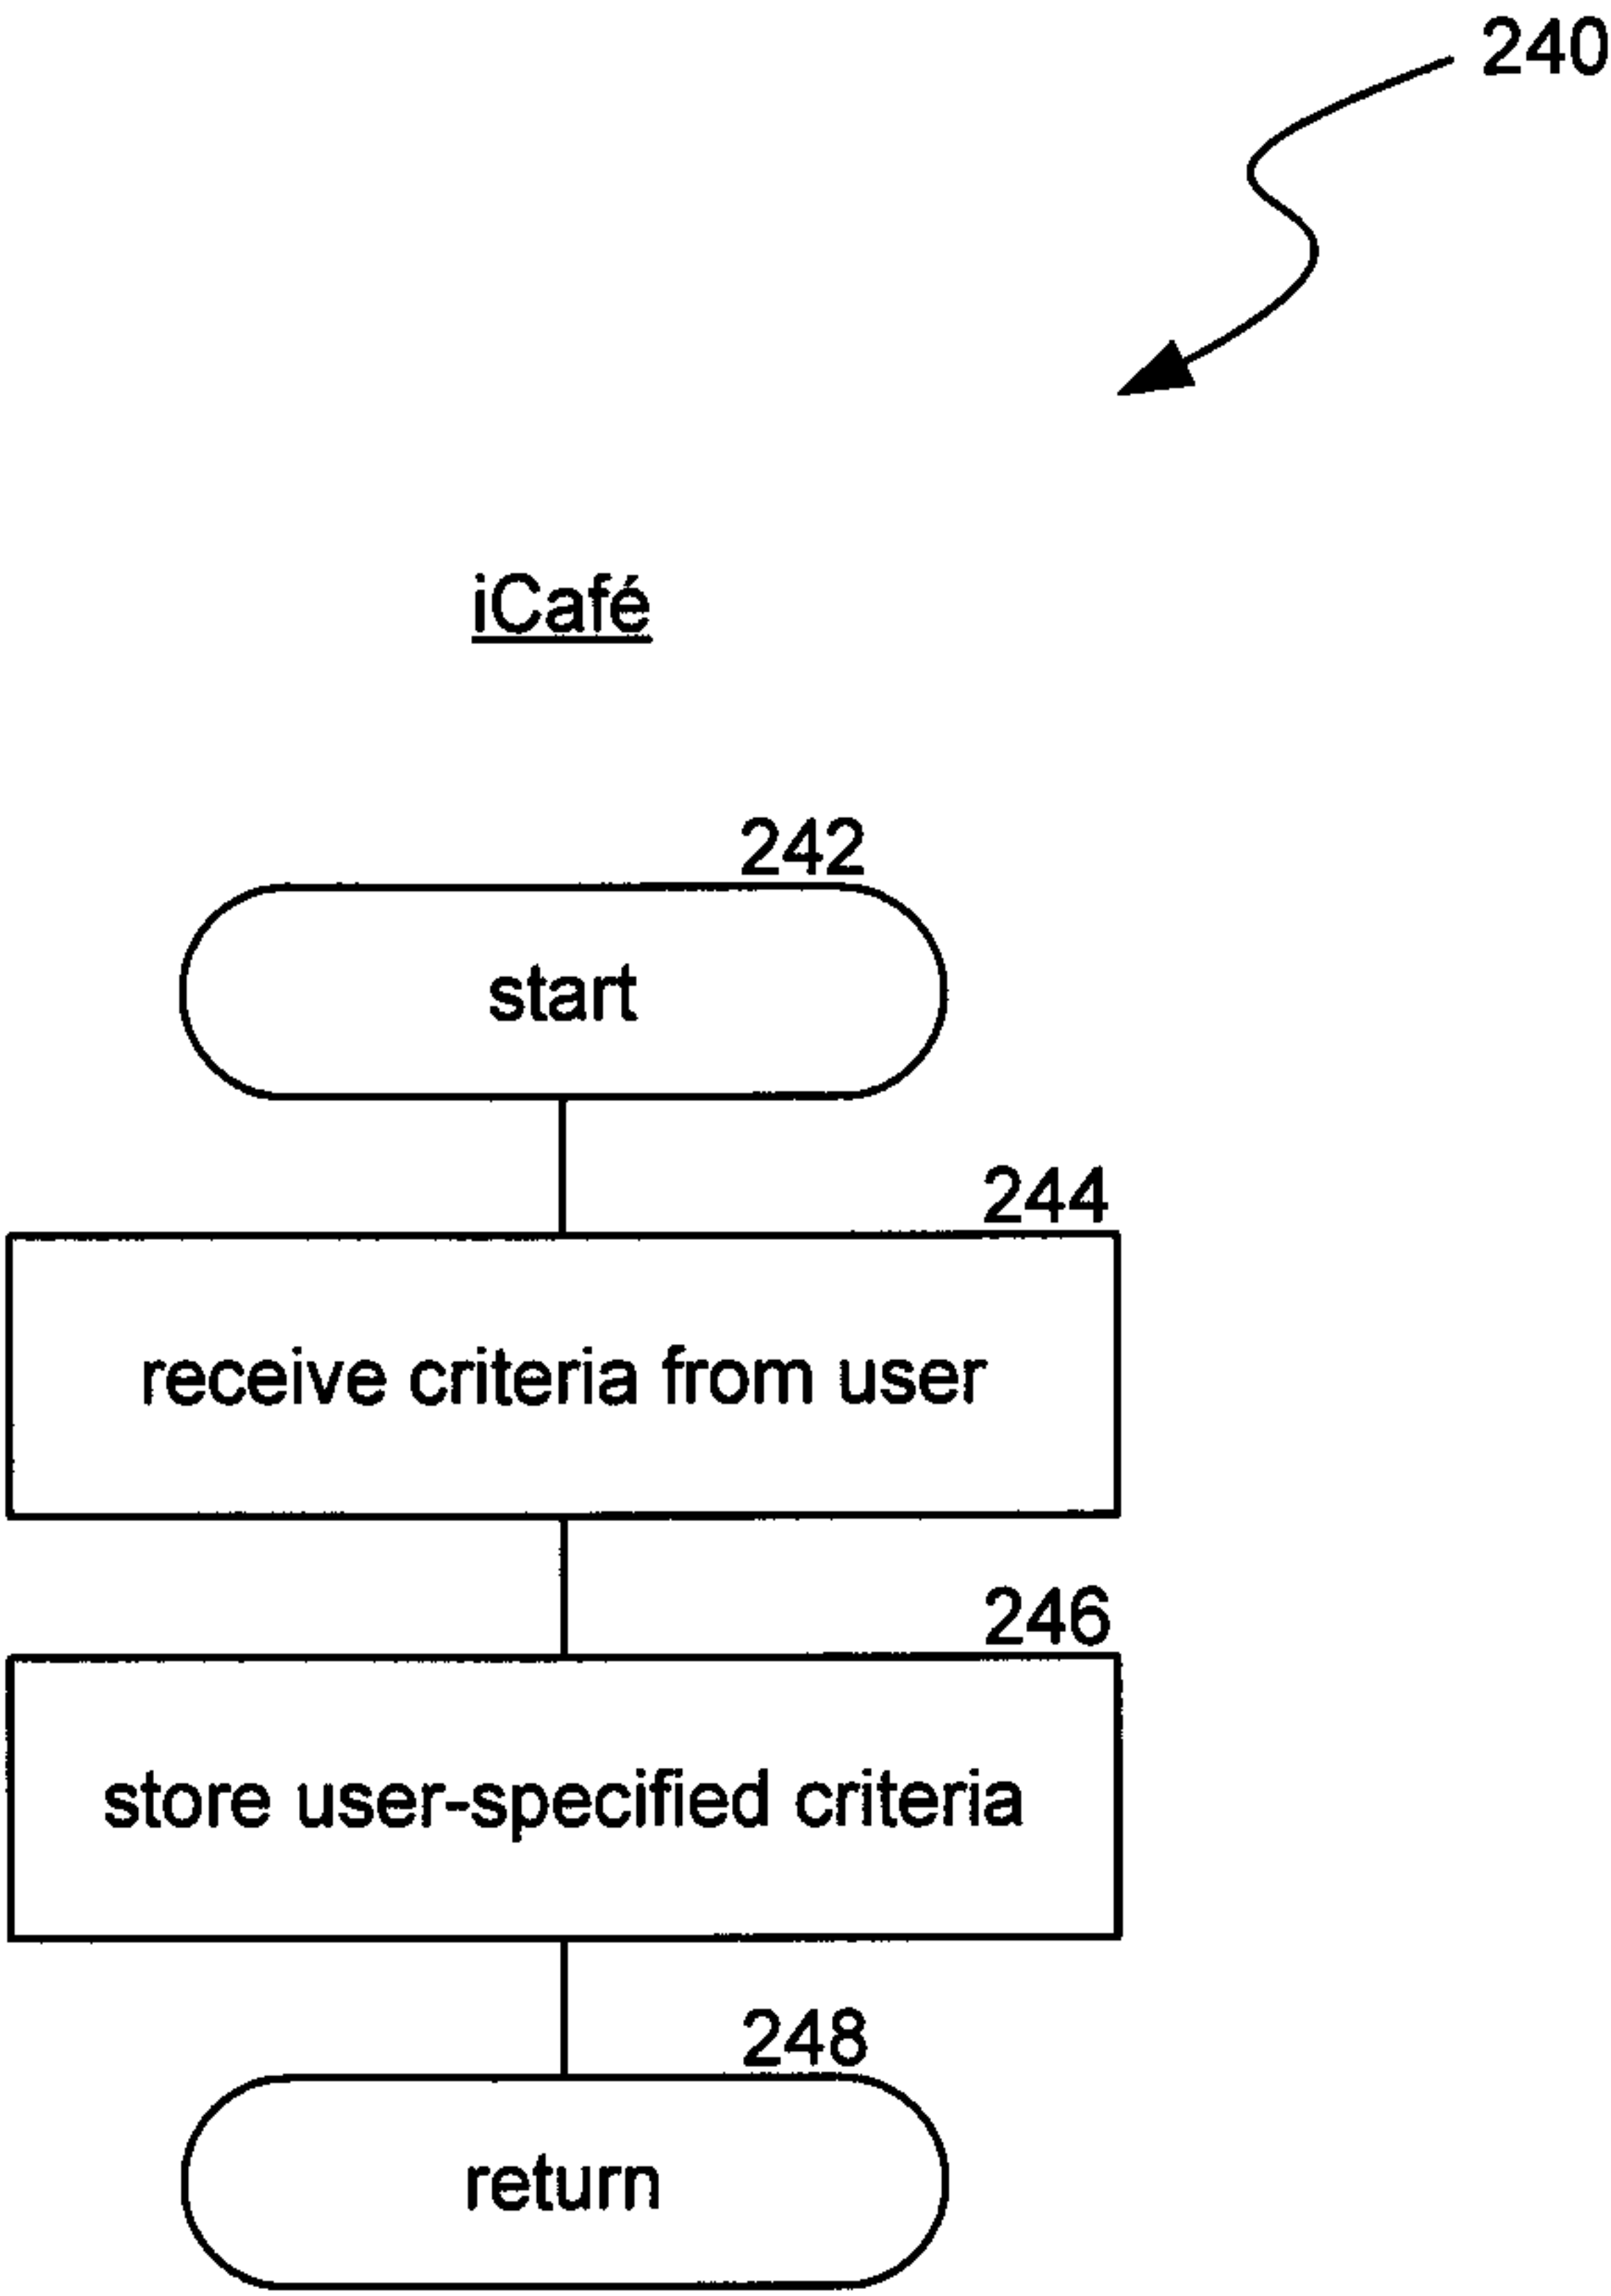 240
iCafé
242
start
244
receive criteria from user
246
store user-specified criteria
248
return